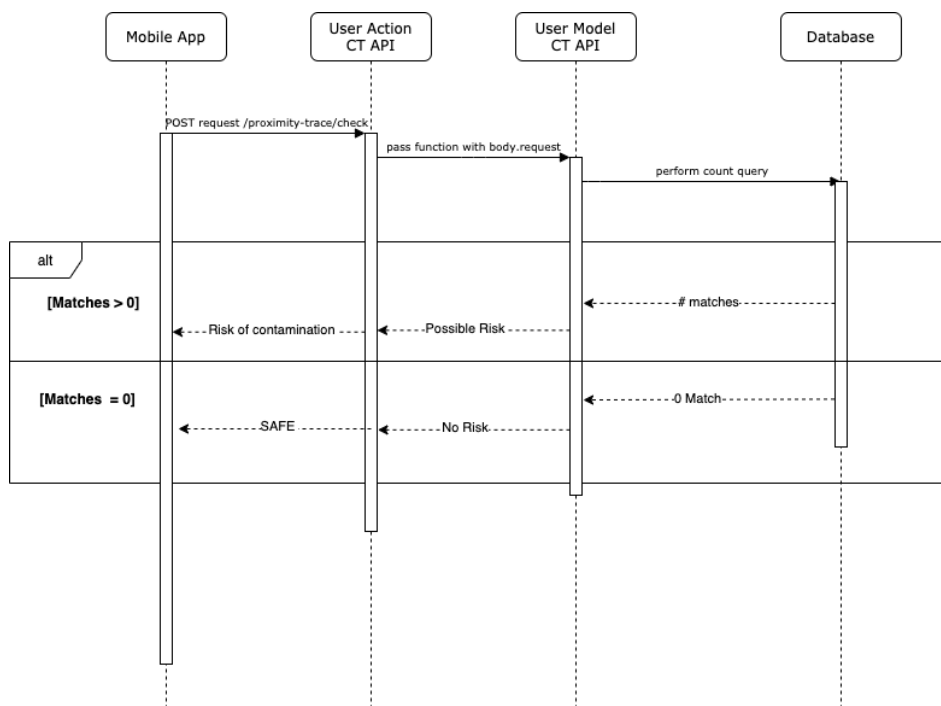 Mobile App
User Action
CT API
User Model
CT API
Database
POST request /proximity-trace/check
pass function with body.request
perform count query
alt
[Matches > 0]
# matches
Possible Risk
Risk of contamination
[Matches  = 0]
0 Match
No Risk
SAFE